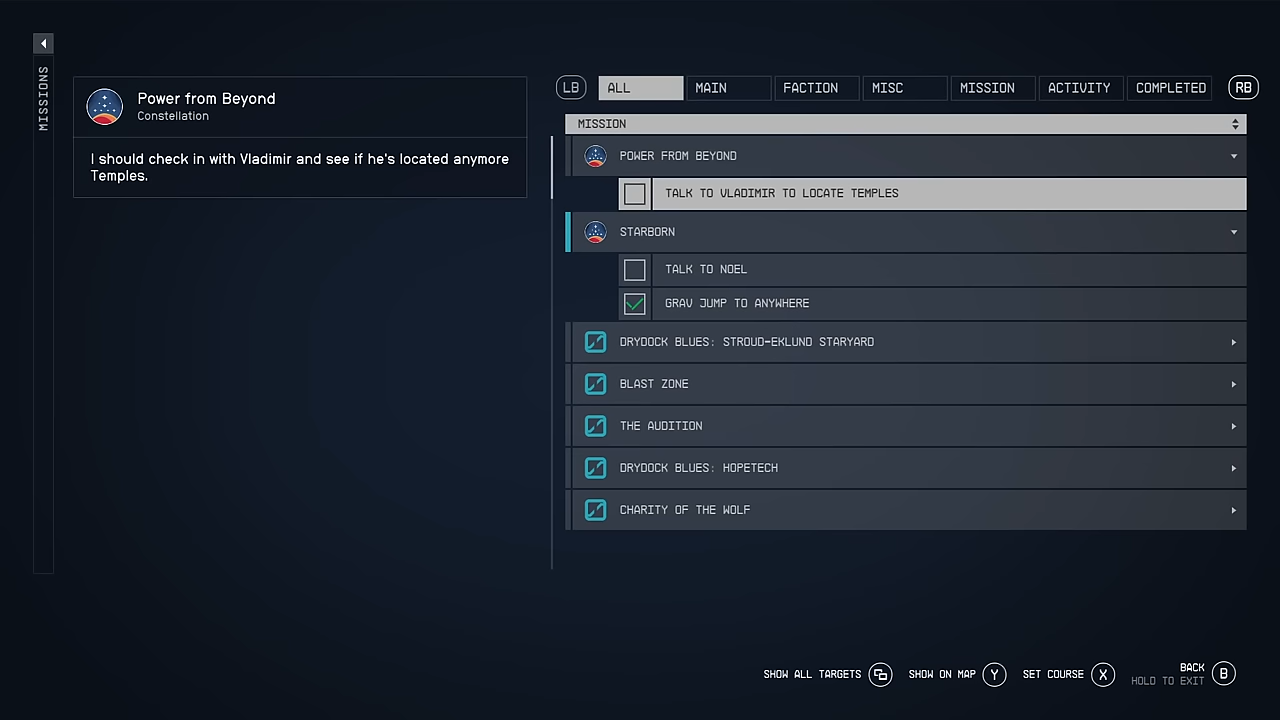 MISSIONS
Power from Beyond
Constellation
I should check in with Vladimir and see if he's located anymore
Temples.
LB ALL MAIN FACTION MISC MISSION ACTIVITY COMPLETED RB
MISSION
POWER FROM BEYOND
TALK TO VLADIMIR TO LOCATE TEMPLES
STARBORN
TALK TO NOEL
GRAV JUMP TO ANYWHERE
DRYDOCK BLUES: STROUD-EKLUND STARYARD
BLAST ZONE
THE AUDITION
DRYDOCK BLUES: HOPETECH
CHARITY OF THE WOLF
SHOW ALL TARGETS SHOW ON MAP Y SET COURSE X BACK B
HOLD TO EXIT